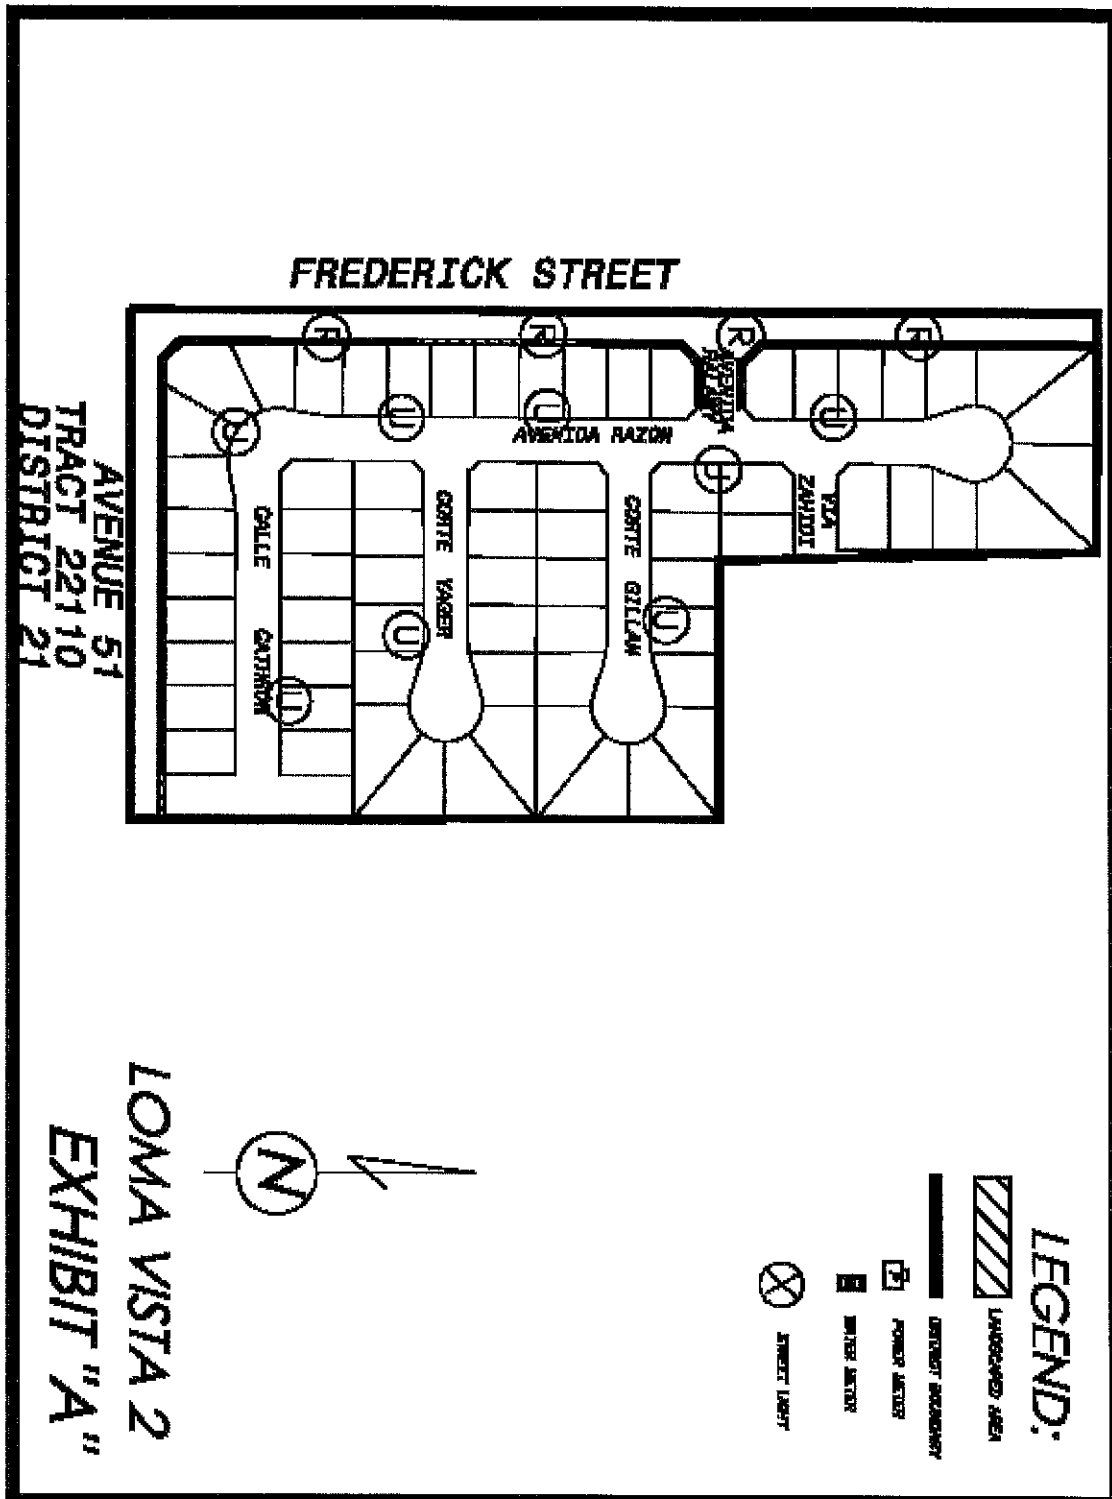 FREDERICK STREET
R
R
R
R
U
U
U
U
U
U
U
U
AVENIDA RAZON
VIA
ZAHIDI
CORTE GILLAN
CORTE YAGER
CALLE
AVENUE 51
TRACT 22110
DISTRICT 21
N
LEGEND:
LANDSCAPED AREA
DISTRICT BOUNDARY
POWER METER
WATER METER
STREET LIGHT
LOMA VISTA 2
EXHIBIT "A"